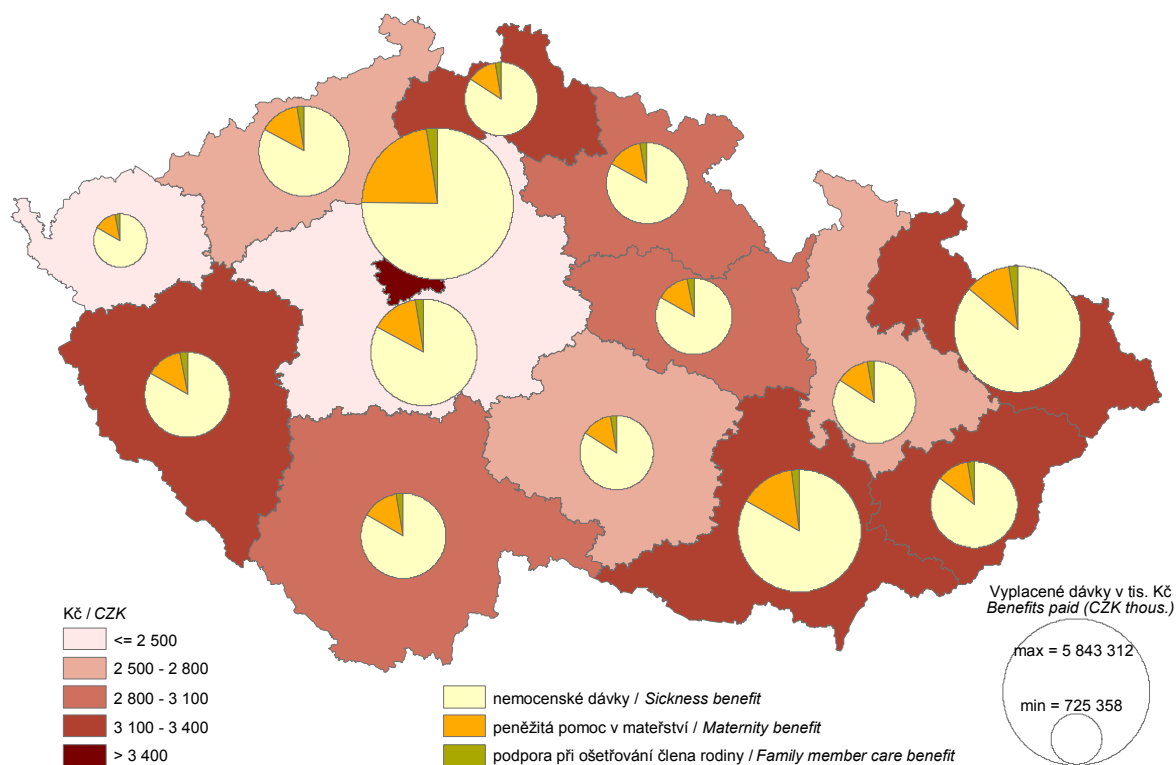 Kč / CZK
<= 2 500
2 500 - 2 800
2 800 - 3 100
3 100 - 3 400
> 3 400
nemocenské dávky / Sickness benefit
peněžitá pomoc v mateřství / Maternity benefit
podpora při ošetřování člena rodiny / Family member care benefit
Vyplacené dávky v tis. Kč
Benefits paid (CZK thous.)
max = 5 843 312
min = 725 358